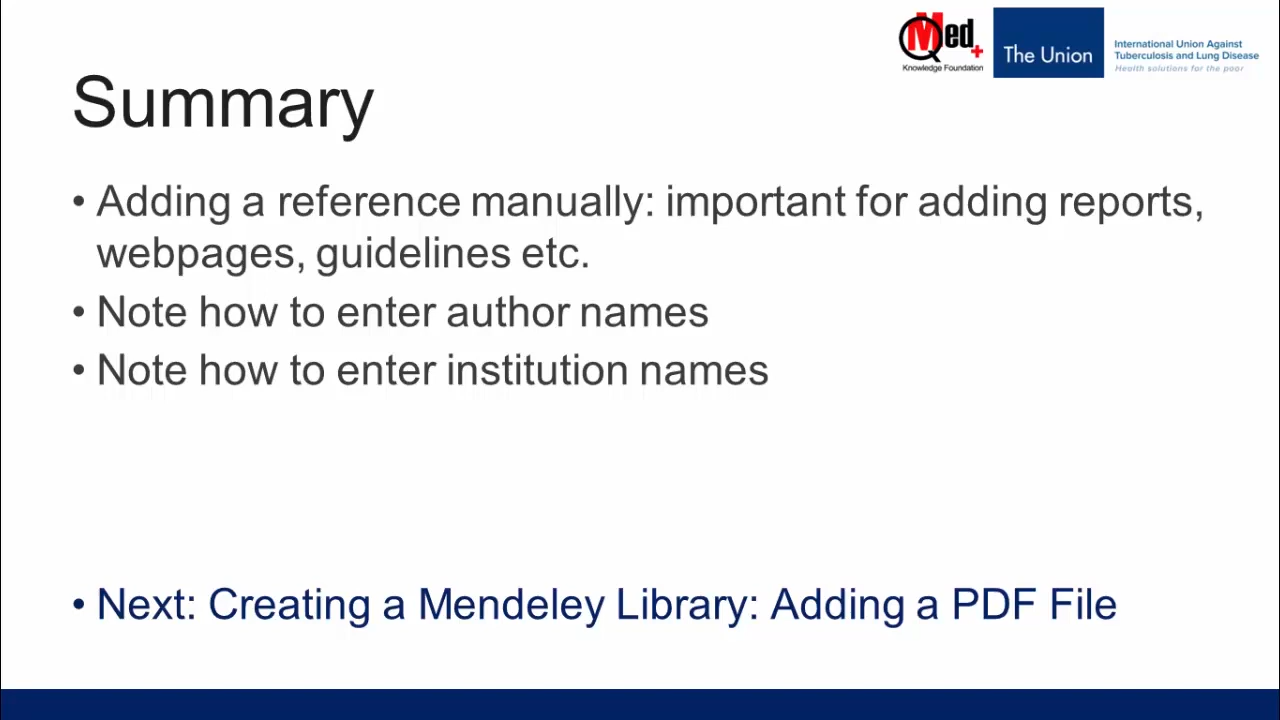 QMed+
Knowledge Foundation
The Union
International Union Against
Tuberculosis and Lung Disease
Health solutions for the poor
Summary
• Adding a reference manually: important for adding reports,
webpages, guidelines etc.
• Note how to enter author names
• Note how to enter institution names
• Next: Creating a Mendeley Library: Adding a PDF File